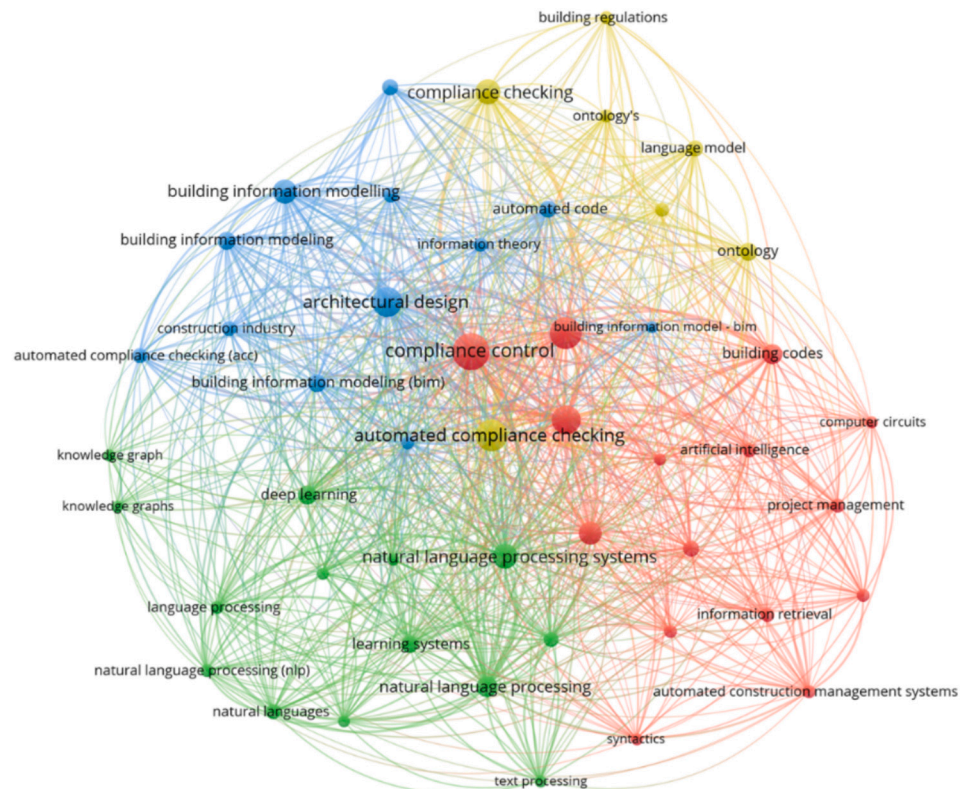 building regulations
compliance checking
ontology's
language model
building information modelling
automated code
building information modeling
information theory
ontology
architectural design
construction industry
building information model - bim
automated compliance checking (acc)
compliance control
building codes
building information modeling (bim)
computer circuits
automated compliance checking
artificial intelligence
knowledge graph
deep learning
knowledge graphs
project management
natural language processing systems
language processing
information retrieval
learning systems
natural language processing (nlp)
natural language processing
automated construction management systems
natural languages
syntactics
text processing